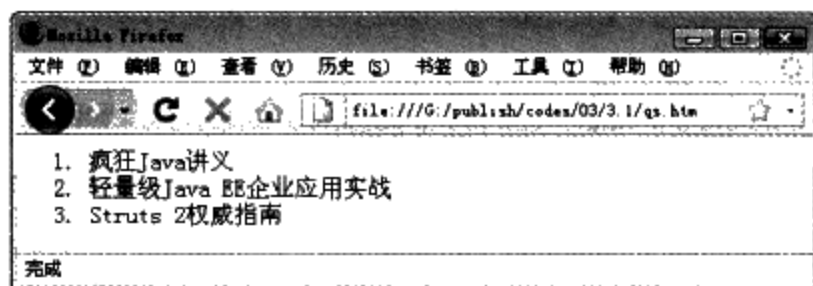 Mozilla Firefox
文件 (F) 编辑 (E) 查看 (V) 历史 (S) 书签 (B) 工具 (T) 帮助 (H)
file:///G:/publish/codes/03/3.1/qs.htm
1. 疯狂Java讲义
2. 轻量级Java EE企业应用实战
3. Struts 2权威指南
完成